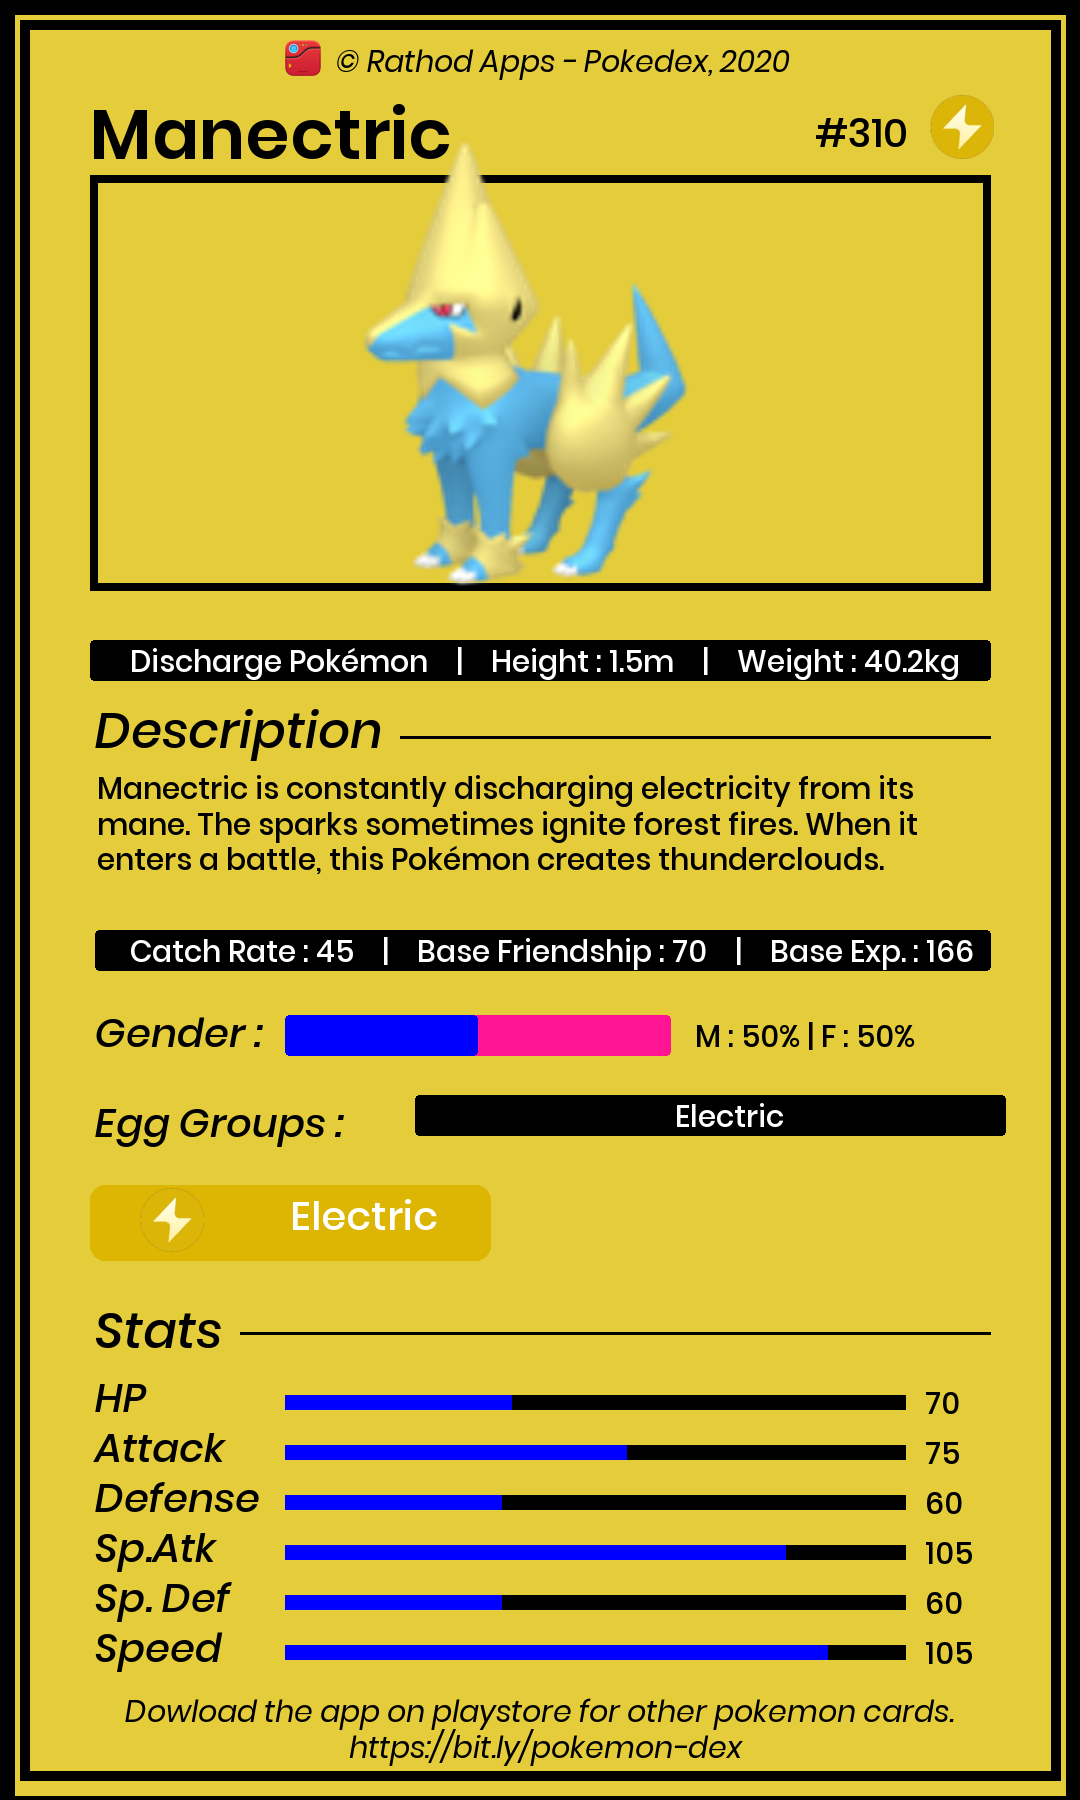 © Rathod Apps - Pokedex, 2020
Manectric
#310
Discharge Pokémon | Height : 1.5m | Weight : 40.2kg
Description
Manectric is constantly discharging electricity from its
mane. The sparks sometimes ignite forest fires. When it
enters a battle, this Pokémon creates thunderclouds.
Catch Rate : 45 | Base Friendship : 70 | Base Exp. : 166
Gender : M : 50% | F : 50%
Egg Groups : Electric
Electric
Stats
HP 70
Attack 75
Defense 60
Sp.Atk 105
Sp. Def 60
Speed 105
Dowload the app on playstore for other pokemon cards.
https://bit.ly/pokemon-dex